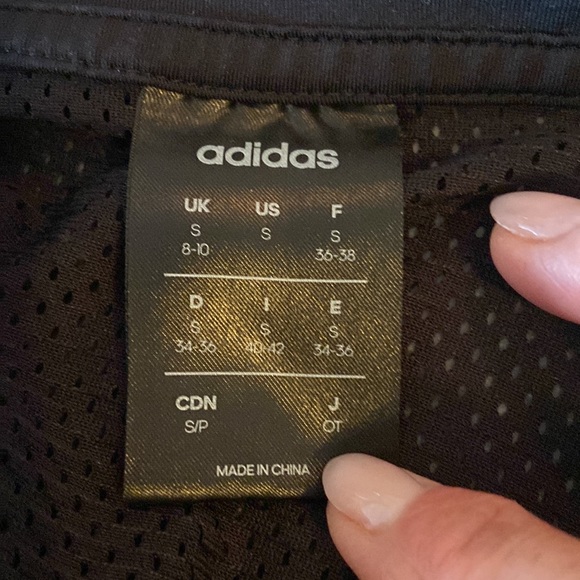 adidas
UK US F
S S S
8-10 36-38
D I E
S S S
34-36 40-42 34-36
CDN J
S/P OT
MADE IN CHINA